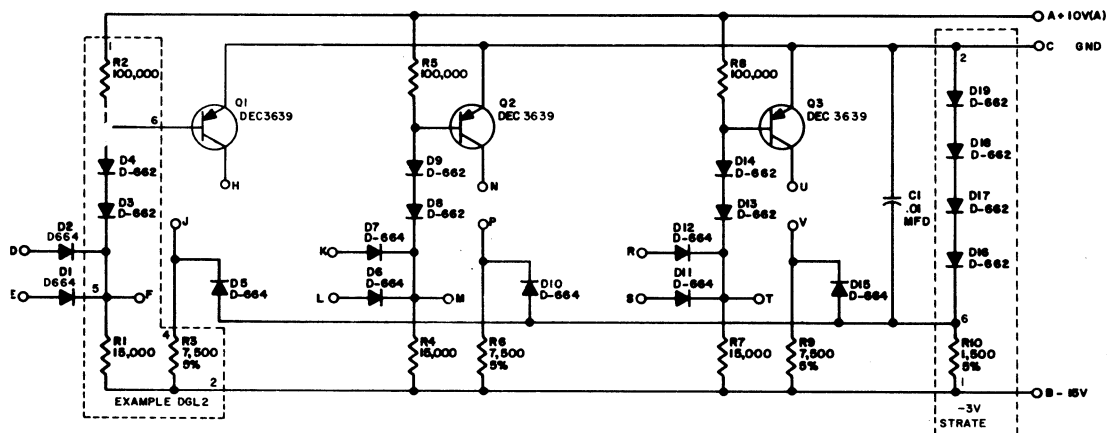 A+10V(A)
C GND
1
R2
100,000
R5
100,000
R8
100,000
2
D19
D-662
Q1
DEC3639
Q2
DEC 3639
Q3
DEC 3639
6
D18
D-662
D4
D-662
D9
D-662
D14
D-662
H
N
U
C1
.01
MFD
D17
D-662
D3
D-662
J
D8
D-662
P
D13
D-662
V
D2
D664
D
D7
D-664
K
D12
D-664
R
D16
D-662
D1
D664
E
5
F
D5
D-664
D6
D-664
L
M
D10
D-664
D11
D-664
S
T
D15
D-664
6
R1
15,000
4
R3
7,500
5%
R4
15,000
R6
7,500
5%
R7
15,000
R9
7,500
5%
R10
1,500
5%
2
1
B-15V
EXAMPLE DGL2
-3V
STRATE